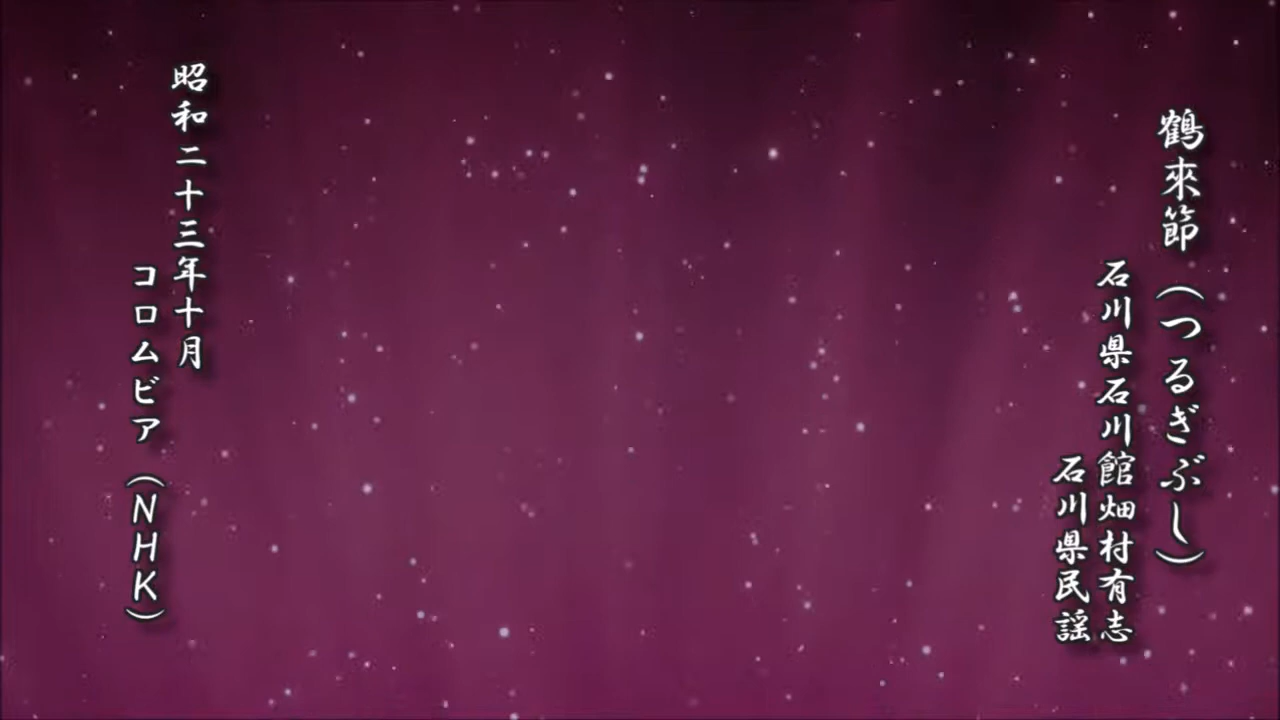 鶴來節（つるぎぶし）
石川県石川館畑村有志
石川県民謡
昭和二十三年十月
コロムビア（NHK）